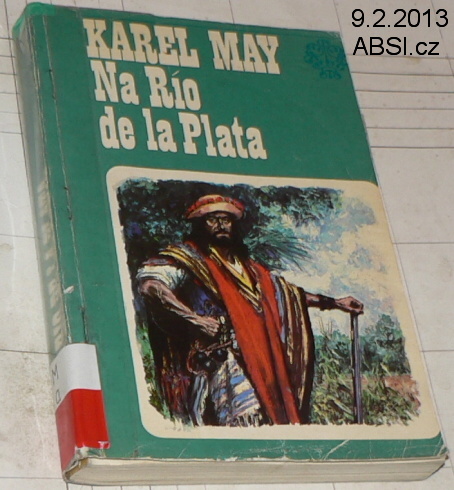 9.2.2013
ABSI.cz
KAREL MAY
Na Río
de la Plata